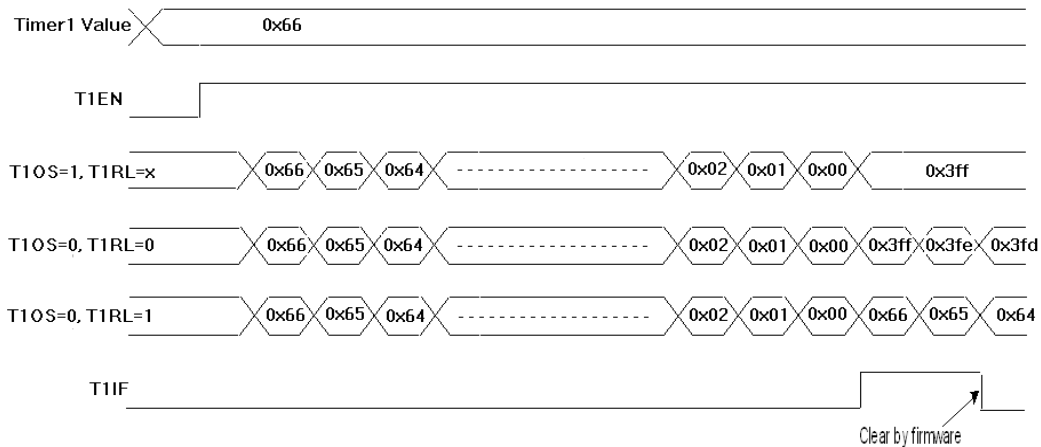 Timer1 Value 0x66
T1EN
T1OS=1, T1RL=x 0x66 0x65 0x64 0x02 0x01 0x00 0x3ff
T1OS=0, T1RL=0 0x66 0x65 0x64 0x02 0x01 0x00 0x3ff 0x3fe 0x3fd
T1OS=0, T1RL=1 0x66 0x65 0x64 0x02 0x01 0x00 0x66 0x65 0x64
T1IF
Clear by firmware